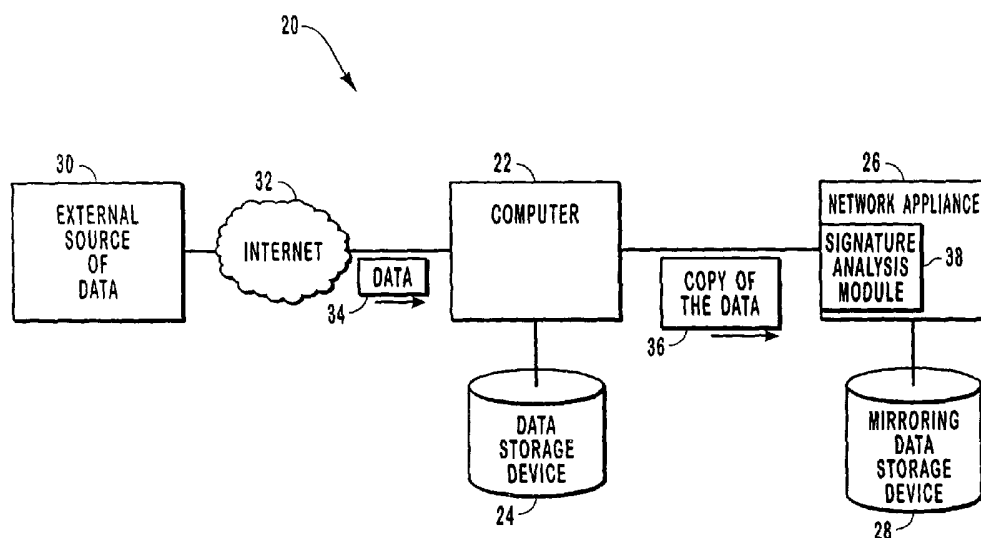 20
30
EXTERNAL
SOURCE
OF
DATA
32
INTERNET
DATA
34
22
COMPUTER
COPY OF
THE DATA
36
26
NETWORK APPLIANCE
SIGNATURE
ANALYSIS
MODULE
38
DATA
STORAGE
DEVICE
24
MIRRORING
DATA
STORAGE
DEVICE
28